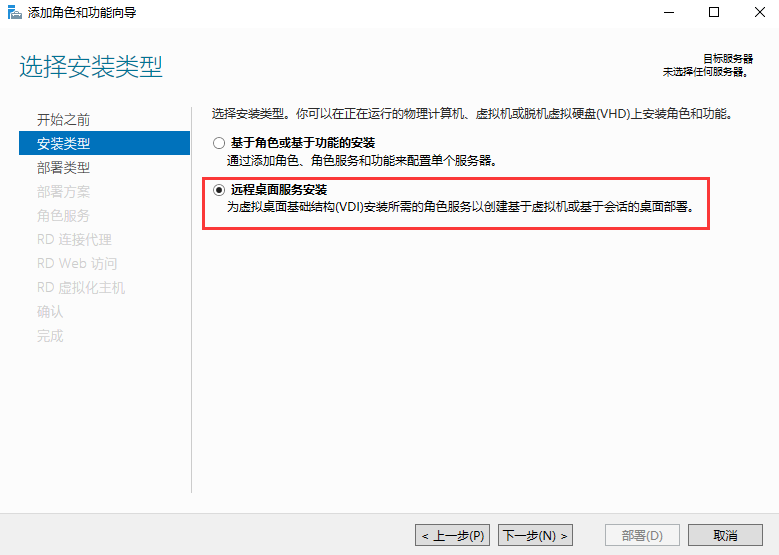 添加角色和功能向导
选择安装类型
目标服务器
未选择任何服务器。
开始之前
安装类型
部署类型
部署方案
角色服务
RD 连接代理
RD Web 访问
RD 虚拟化主机
确认
完成
选择安装类型。你可以在正在运行的物理计算机、虚拟机或脱机虚拟硬盘(VHD)上安装角色和功能。
基于角色或基于功能的安装
通过添加角色、角色服务和功能来配置单个服务器。
远程桌面服务安装
为虚拟桌面基础结构(VDI)安装所需的角色服务以创建基于虚拟机或基于会话的桌面部署。
< 上一步(P) 下一步(N) > 部署(D) 取消